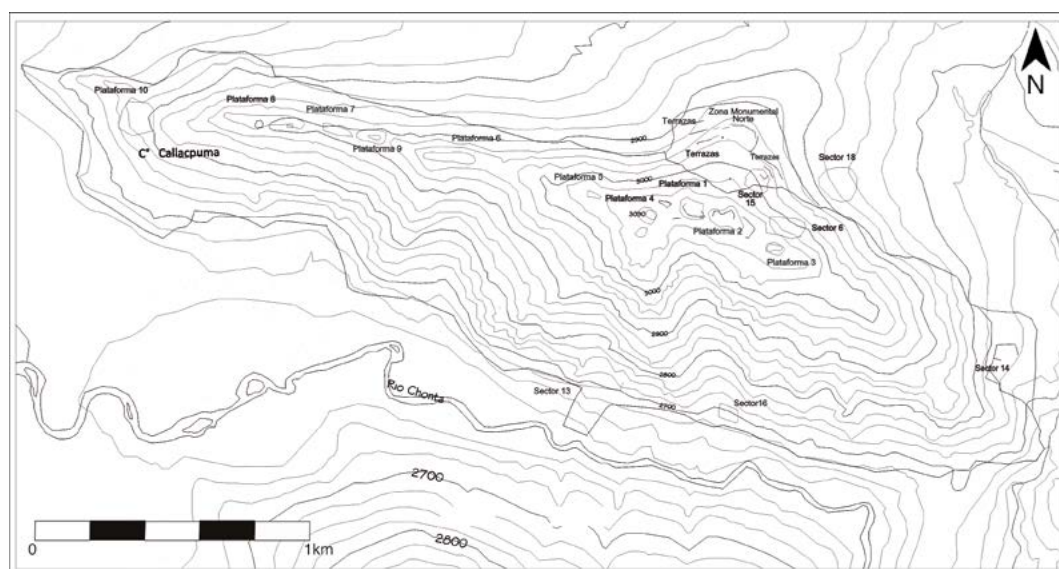 N
Plataforma 10
Plataforma 8
Plataforma 7
Zona Monumental
Norte
Terrazas
Plataforma 6
2900
Plataforma 9
C° Callacpuma
Terrazas
Terrazas
Sector 18
Plataforma 5
3000
Plataforma 1
Plataforma 4
Sector
15
3050
Plataforma 2
Sector 6
Plataforma 3
3000
2900
2800
Sector 14
Rio Chonta
Sector 13
2700
Sector16
2700
2800
0
1km